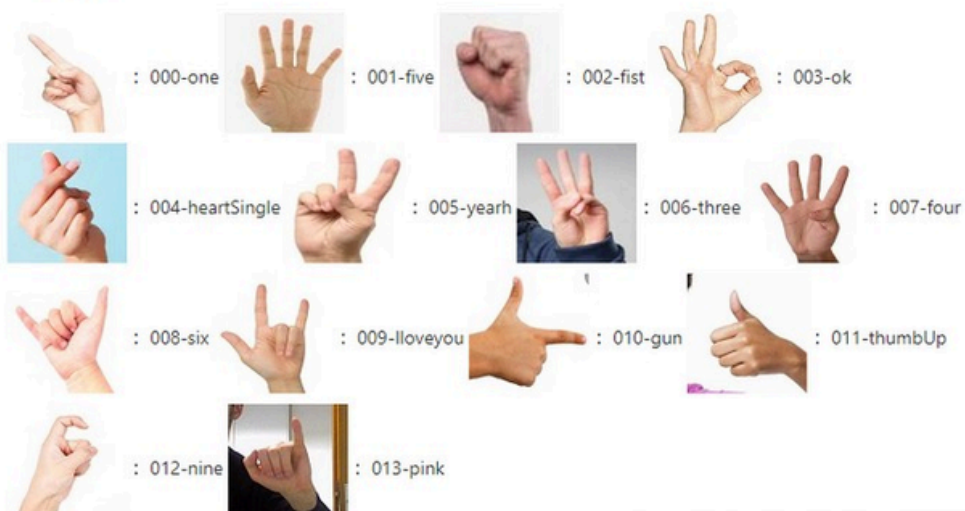 : 000-one : 001-five : 002-fist : 003-ok
: 004-heartSingle : 005-yearh : 006-three : 007-four
: 008-six : 009-Iloveyou : 010-gun : 011-thumbUp
: 012-nine : 013-pink